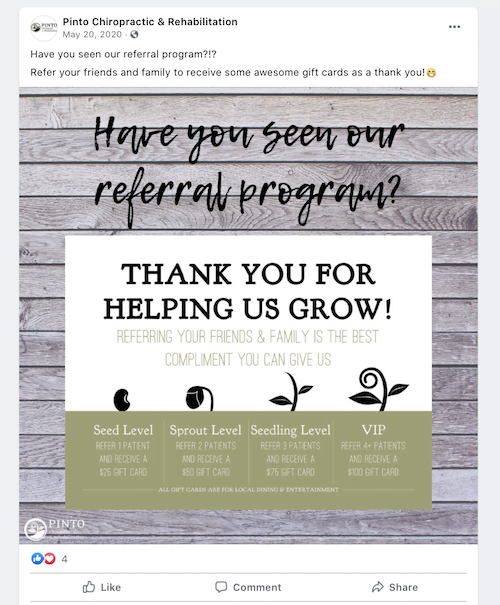 Pinto Chiropractic & Rehabilitation
May 20, 2020 ·
Have you seen our referral program?!?
Refer your friends and family to receive some awesome gift cards as a thank you!😁
Have you seen our
referral program?
THANK YOU FOR
HELPING US GROW!
REFERRING YOUR FRIENDS & FAMILY IS THE BEST
COMPLIMENT YOU CAN GIVE US
Seed Level
REFER 1 PATIENT
AND RECEIVE A
$25 GIFT CARD
Sprout Level
REFER 2 PATIENTS
AND RECEIVE A
$50 GIFT CARD
Seedling Level
REFER 3 PATIENTS
AND RECEIVE A
$75 GIFT CARD
VIP
REFER 4+ PATIENTS
AND RECEIVE A
$100 GIFT CARD
ALL GIFT CARDS ARE FOR LOCAL DINING & ENTERTAINMENT
PINTO
4
Like
Comment
Share